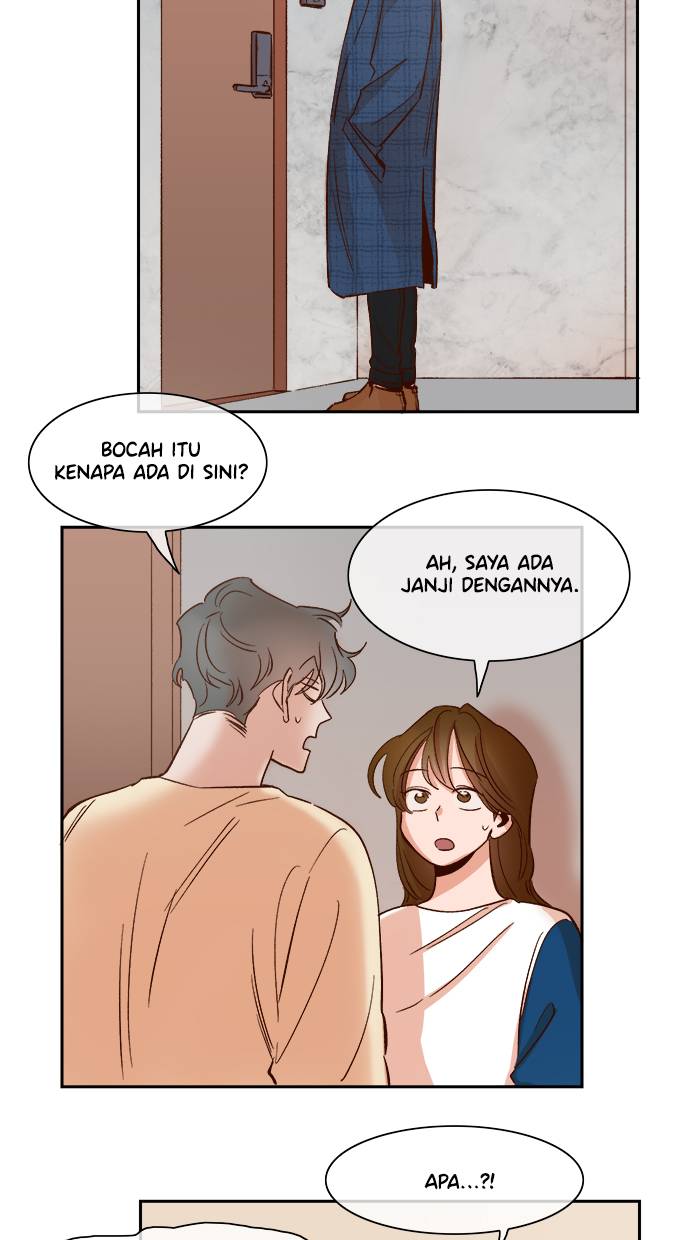 BOCAH ITU
KENAPA ADA DI SINI?
AH, SAYA ADA
JANJI DENGANNYA.
APA...?!